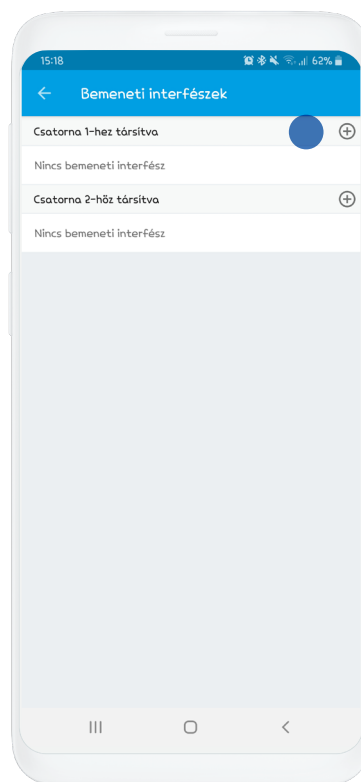 15:18 62%
Bemeneti interfészek
Csatorna 1-hez társítva
Nincs bemeneti interfész
Csatorna 2-höz társítva
Nincs bemeneti interfész